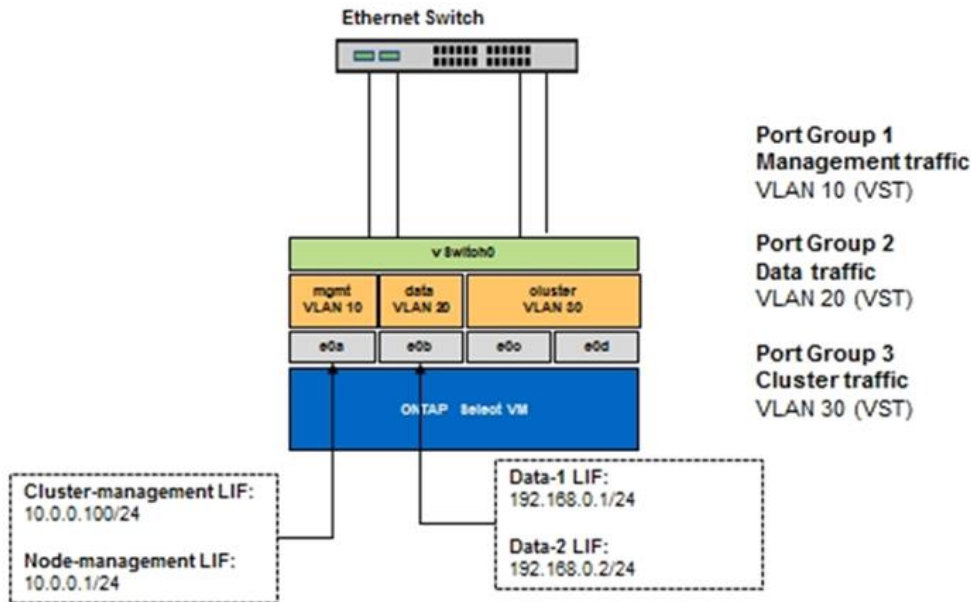 Ethernet Switch
Port Group 1
Management traffic
VLAN 10 (VST)
Port Group 2
Data traffic
VLAN 20 (VST)
Port Group 3
Cluster traffic
VLAN 30 (VST)
vSwitch0
mgmt
VLAN 10
data
VLAN 20
cluster
VLAN 30
e0a
e0b
e0c
e0d
ONTAP Select VM
Cluster-management LIF:
10.0.0.100/24
Node-management LIF:
10.0.0.1/24
Data-1 LIF:
192.168.0.1/24
Data-2 LIF:
192.168.0.2/24